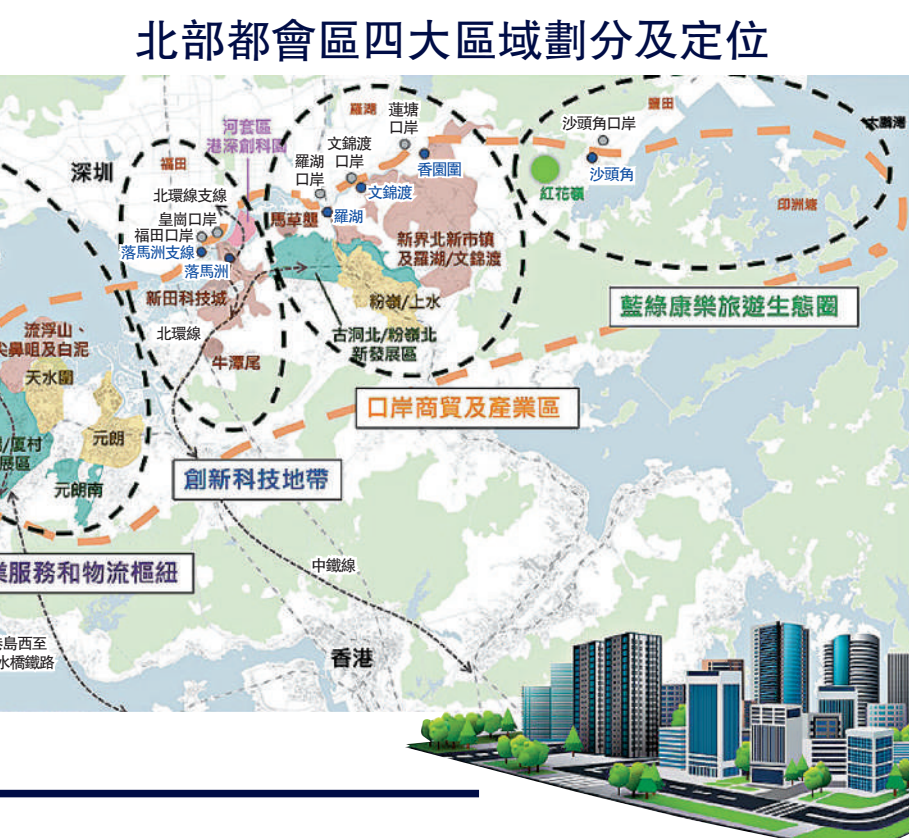 北部都會區四大區域劃分及定位
鹽田
大鵬灣
羅湖
蓮塘
口岸
沙頭角口岸
河套區
港深創科園
文錦渡
口岸
香園圍
沙頭角
深圳
福田
羅湖
口岸
文錦渡
紅花嶺
印洲塘
北環線支線
皇崗口岸
馬草壟
羅湖
福田口岸
落馬洲支線
落馬洲
新界北新市镇
及羅湖/文錦渡
新田科技城
粉嶺/上水
藍綠康樂旅遊生態圈
流浮山、
尖鼻咀及白泥
北環線
古洞北/粉嶺北
新發展區
天水圍
牛潭尾
口岸商貿及產業區
/厦村
展區
元朗
元朗南
創新科技地帶
業服務和物流樞紐
中鐵線
港島西至
水橋鐵路
香港